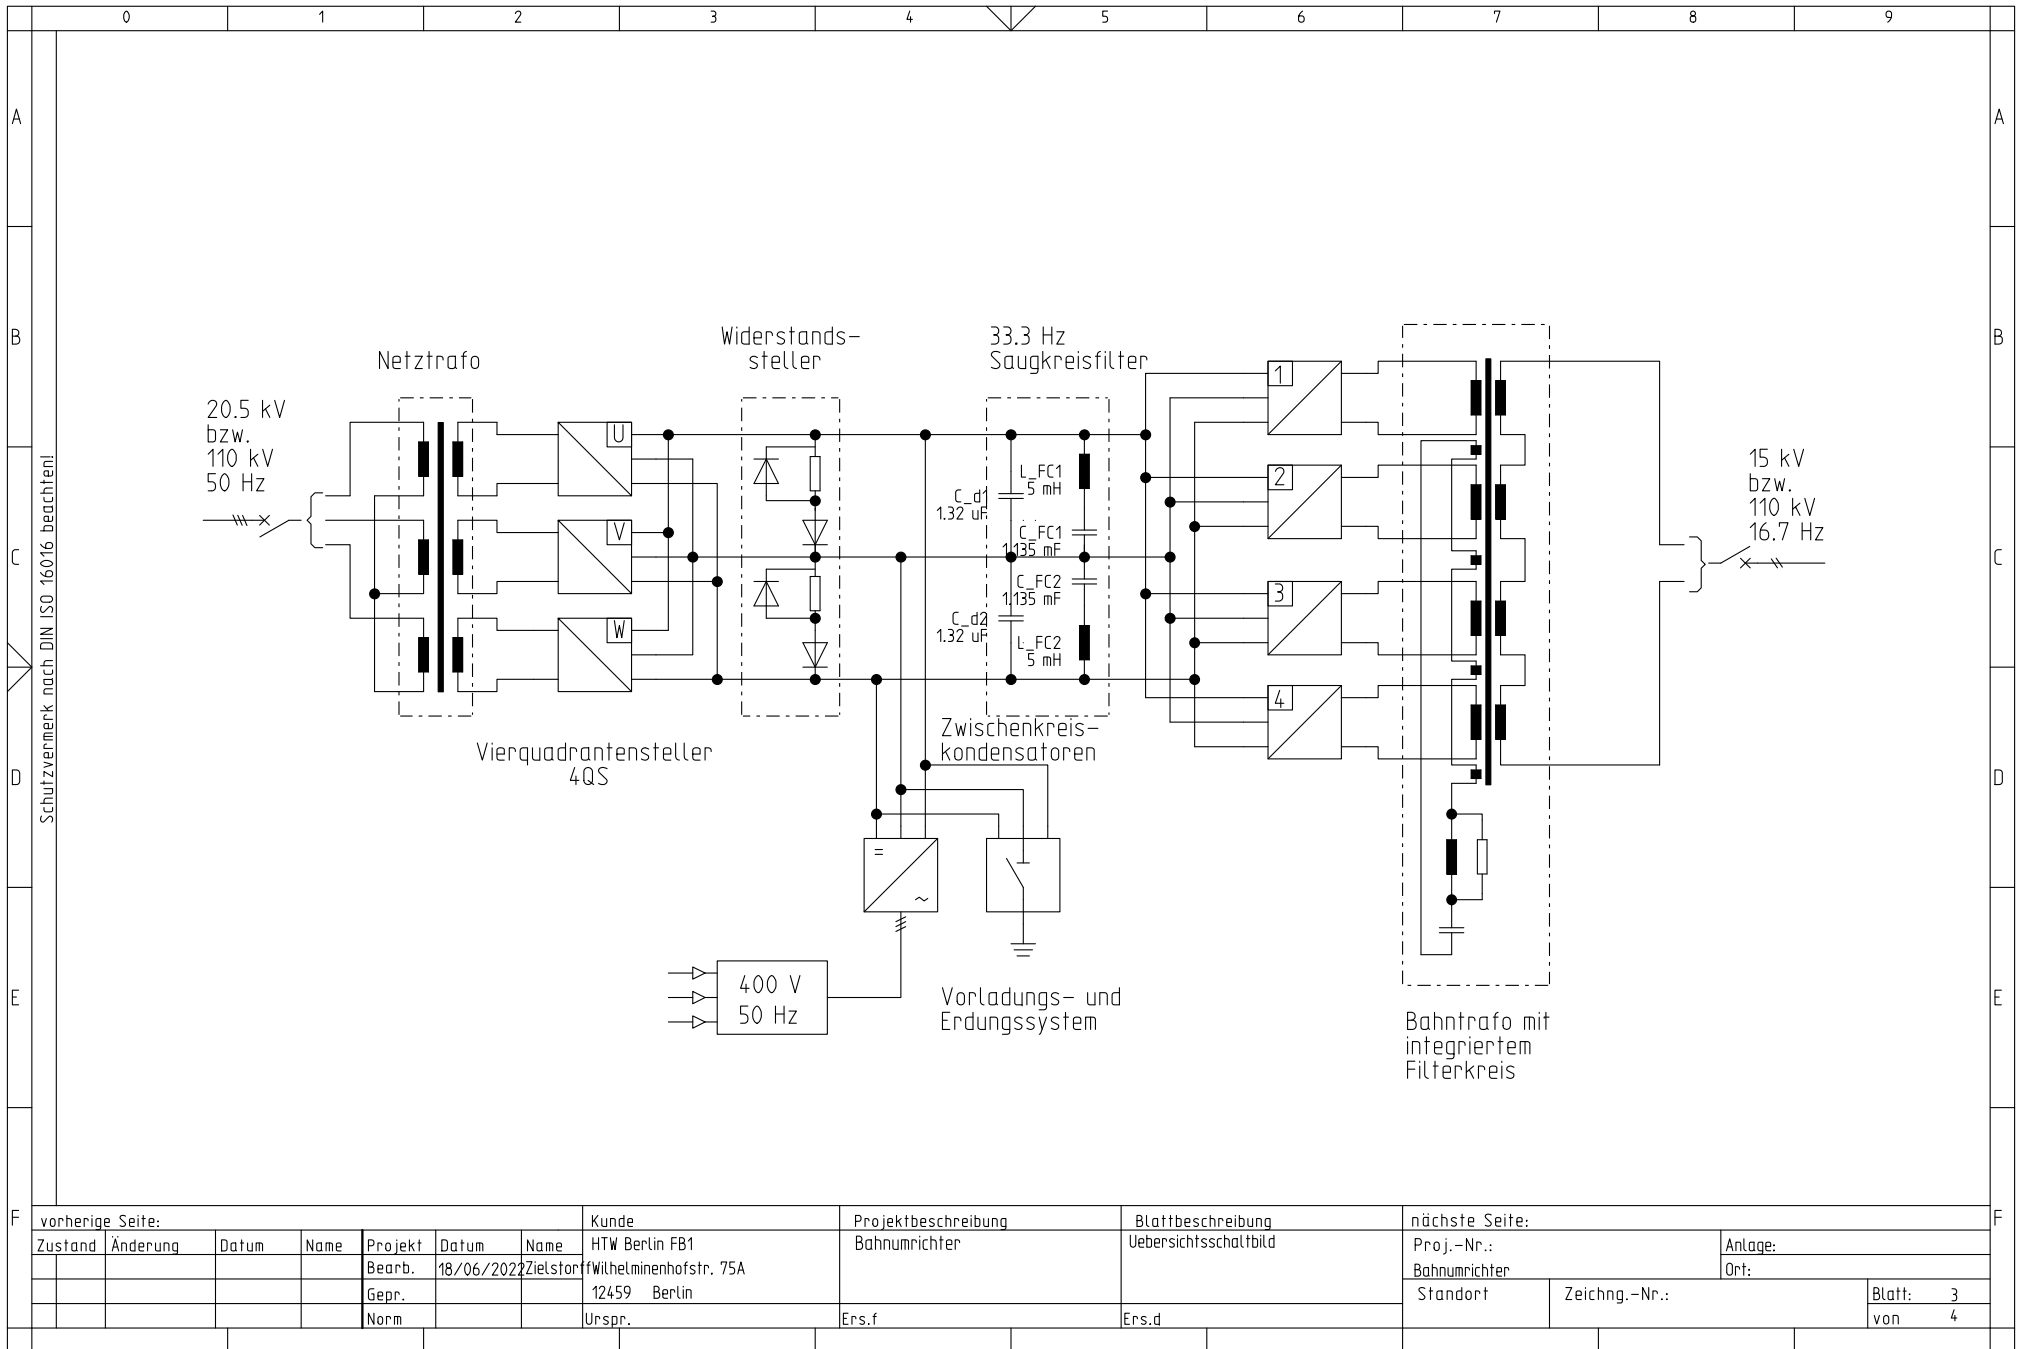 0 1 2 3 4 5 6 7 8 9
A
A
B
B
C
C
D
D
E
E
F
F
Schutzvermerk nach DIN ISO 16016 beachten!
20.5 kV
bzw.
110 kV
50 Hz
Netztrafo
U
V
W
Vierquadrantensteller
4QS
Widerstands-
steller
33.3 Hz
Saugkreisfilter
L_FC1
5 mH
C_d1
1.32 uF
C_FC1
1.135 mF
C_FC2
1.135 mF
C_d2
1.32 uF
L_FC2
5 mH
Zwischenkreis-
kondensatoren
=
~
400 V
50 Hz
Vorladungs- und
Erdungssystem
1
2
3
4
Bahntrafo mit
integriertem
Filterkreis
15 kV
bzw.
110 kV
16.7 Hz
vorherige Seite:
Zustand Änderung Datum Name Projekt Datum Name
Bearb. 18/06/2022 Zielstorff
Gepr.
Norm
Kunde
HTW Berlin FB1
Wilhelminenhofstr. 75A
12459 Berlin
Urspr.
Projektbeschreibung
Bahnumrichter
Ers.f
Blattbeschreibung
Uebersichtsschaltbild
Ers.d
nächste Seite:
Proj.-Nr.:
Bahnumrichter
Anlage:
Ort:
Standort
Zeichng.-Nr.:
Blatt: 3
von 4